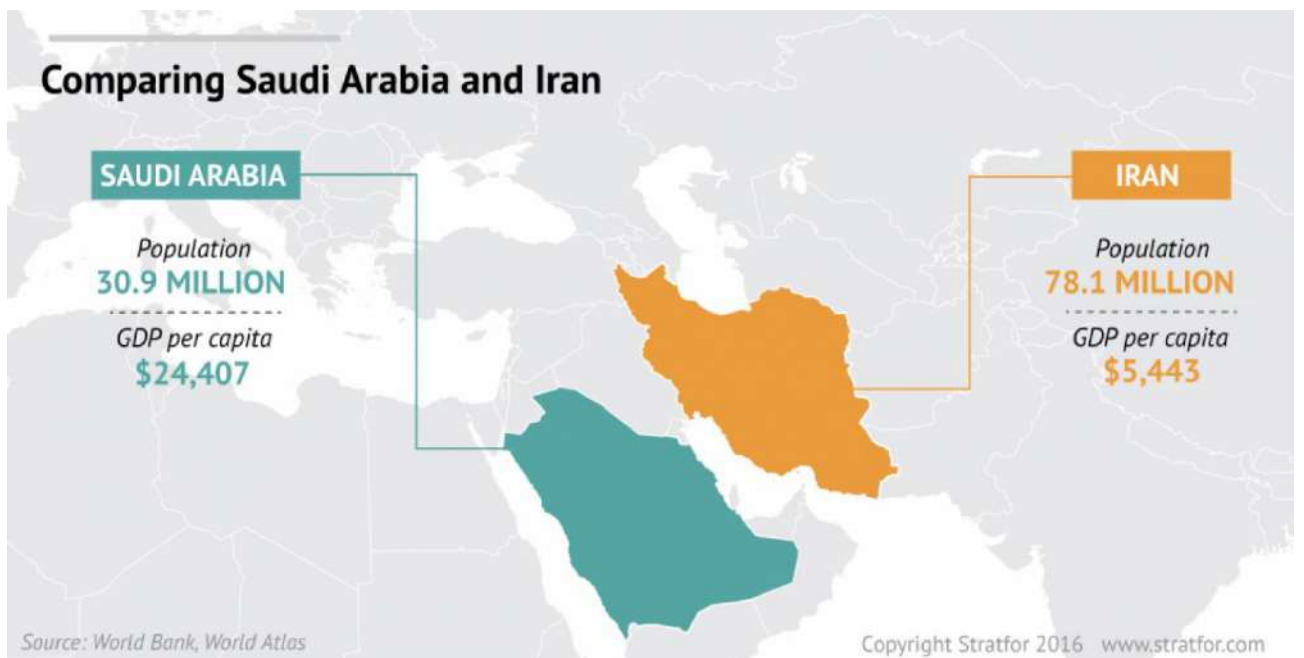 Comparing Saudi Arabia and Iran
SAUDI ARABIA
Population
30.9 MILLION
GDP per capita
$24,407
IRAN
Population
78.1 MILLION
GDP per capita
$5,443
Source: World Bank, World Atlas
Copyright Stratfor 2016 www.stratfor.com